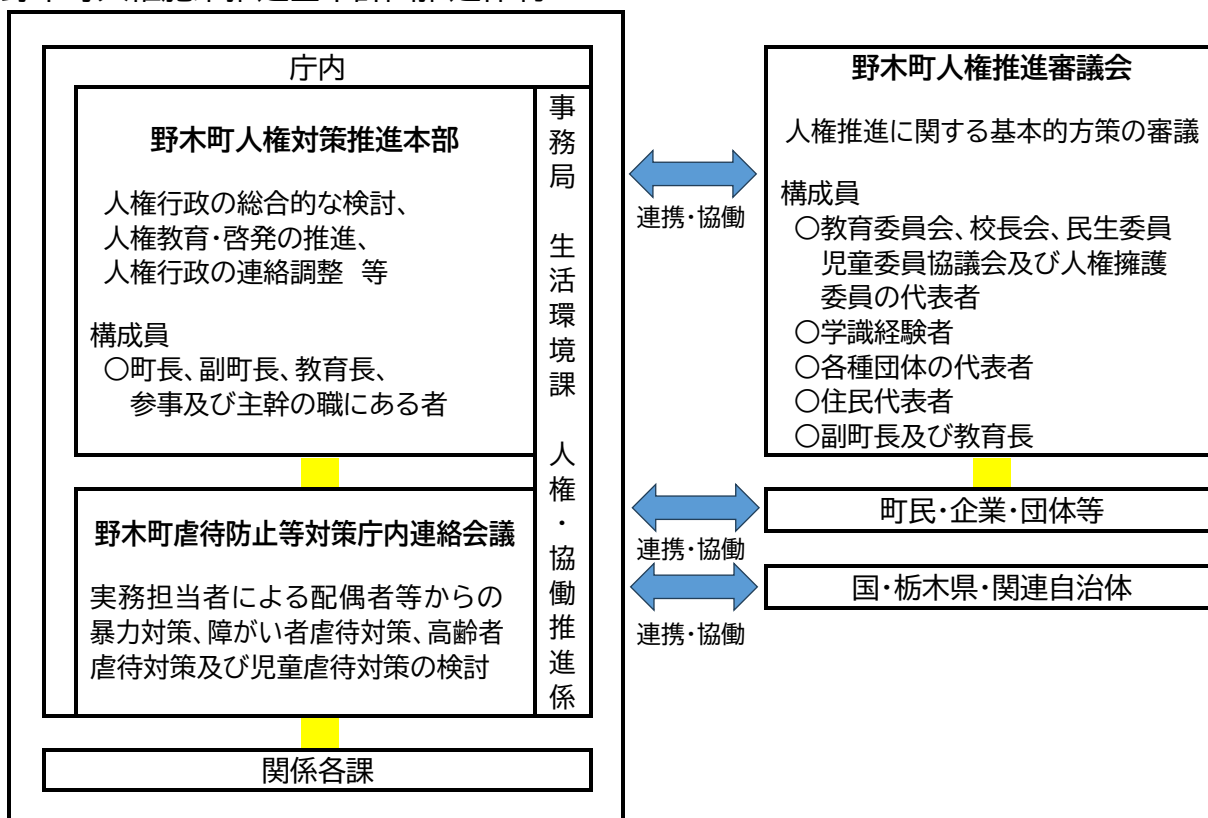 庁内
野木町人権対策推進本部
人権行政の総合的な検討、
人権教育・啓発の推進、
人権行政の連絡調整 等
構成員
〇町長、副町長、教育長、
参事及び主幹の職にある者
事務局 生活環境課 人権・協働推進係
野木町虐待防止等対策庁内連絡会議
実務担当者による配偶者等からの
暴力対策、障がい者虐待対策、高齢者
虐待対策及び児童虐待対策の検討
関係各課
連携・協働
連携・協働
連携・協働
野木町人権推進審議会
人権推進に関する基本的方策の審議
構成員
〇教育委員会、校長会、民生委員
児童委員協議会及び人権擁護
委員の代表者
〇学識経験者
〇各種団体の代表者
〇住民代表者
〇副町長及び教育長
町民・企業・団体等
国・栃木県・関連自治体